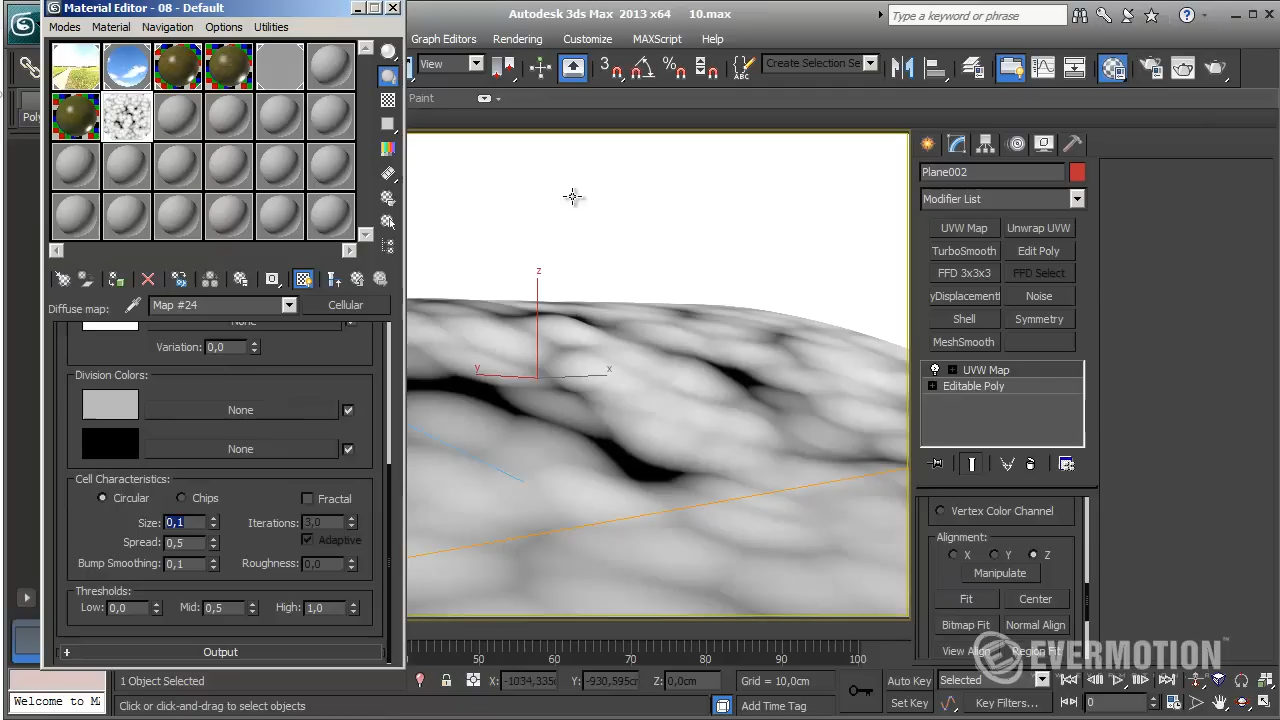 Material Editor - 08 - Default
Autodesk 3ds Max 2013 x64 10.max
Type a keyword or phrase
Modes Material Navigation Options Utilities
Graph Editors Rendering Customize MAXScript Help
View
Create Selection Se
Paint
Plane002
Modifier List
UVW Map Unwrap UVW
TurboSmooth Edit Poly
FFD 3x3x3 FFD Select
yDisplacementI Noise
Shell Symmetry
MeshSmooth
UVW Map
Editable Poly
Diffuse map: Map #24 Cellular
None
Variation: 0,0
Division Colors:
None
None
Cell Characteristics:
Circular Chips Fractal
Size: 0,1 Iterations: 3,0
Spread: 0,5 Adaptive
Bump Smoothing: 0,1 Roughness: 0,0
Thresholds:
Low: 0,0 Mid: 0,5 High: 1,0
+ Output
z
y
x
Vertex Color Channel
Alignment:
X Y Z
Manipulate
Fit Center
Bitmap Fit Normal Align
View Align Region Fit
EVERMOTION
50 60 70 80 90 100
1 Object Selected X: -1034,335 Y: -930,595cm Z: 0,0cm Grid = 10,0cm Auto Key Selected
Welcome to M
Click or click-and-drag to select objects Add Time Tag Set Key Key Filters... 0